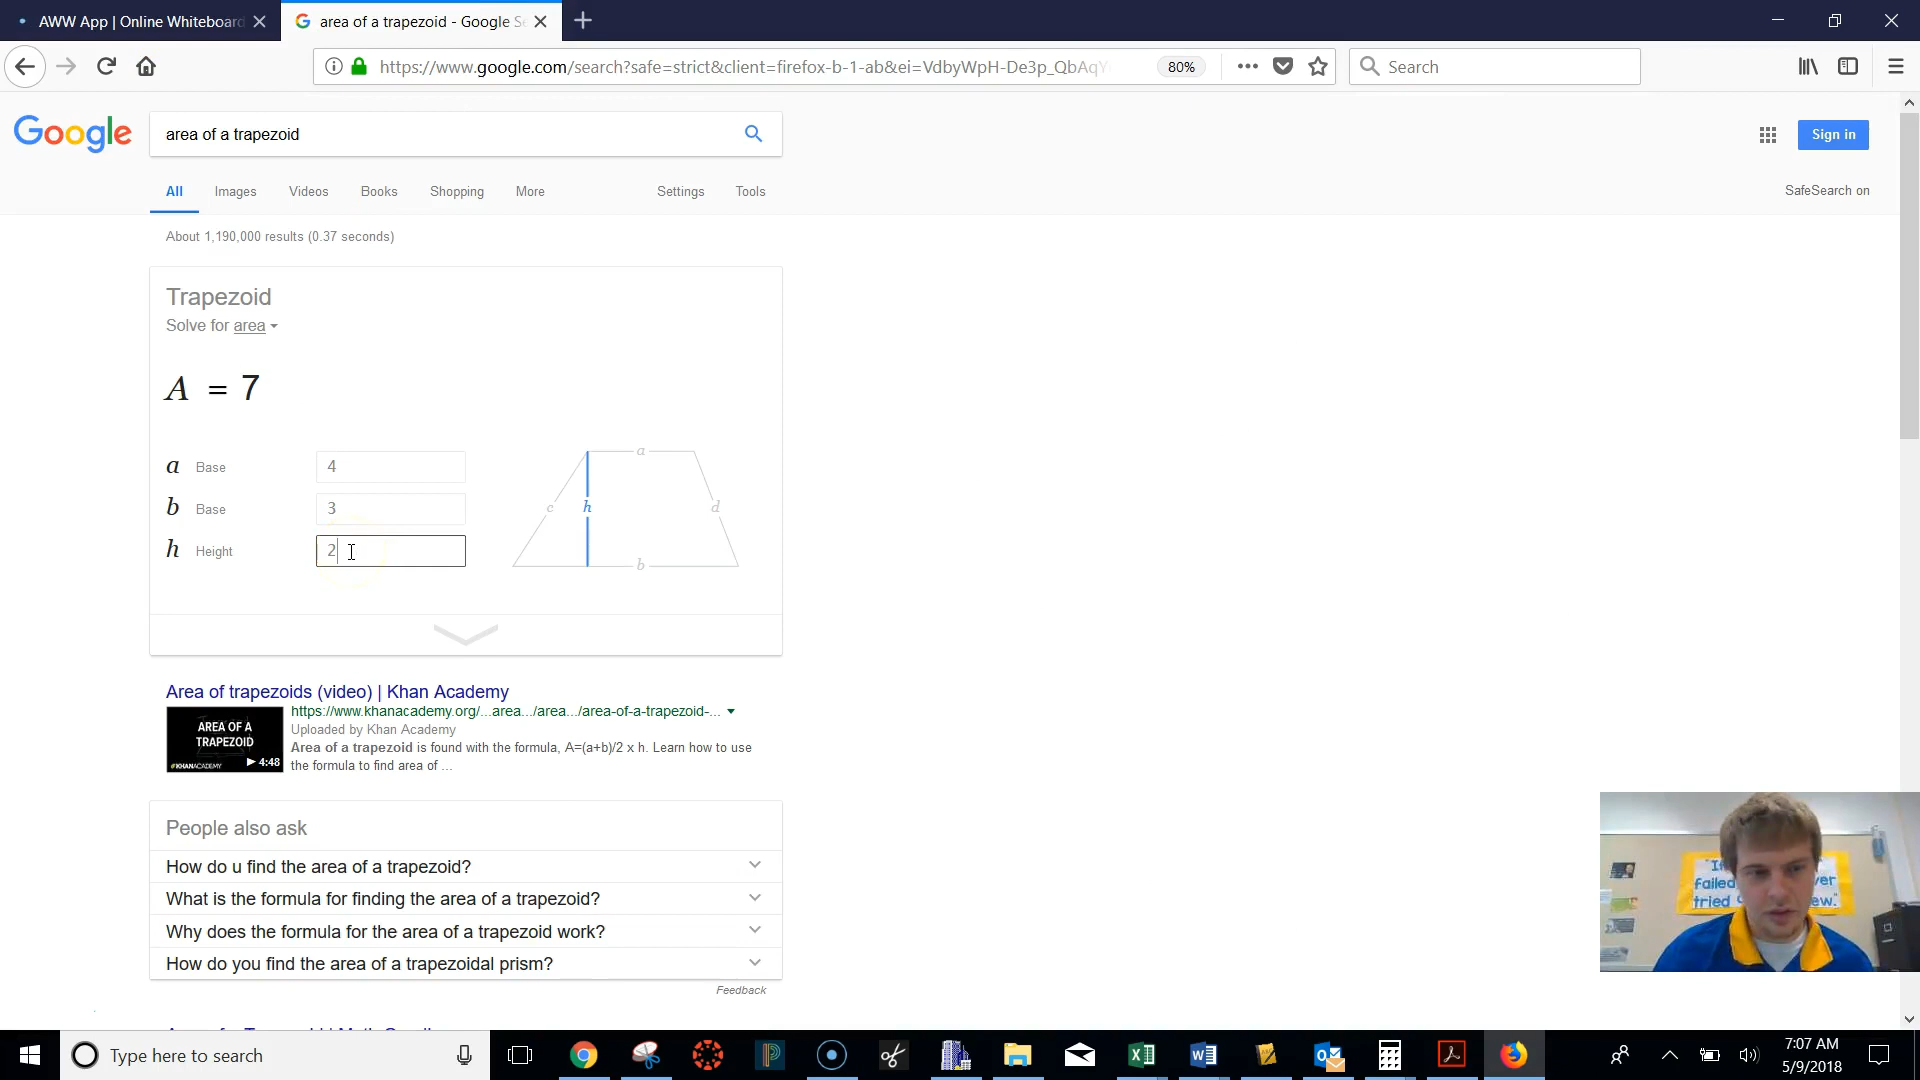 AWW App | Online Whiteboard
area of a trapezoid - Google Se
https://www.google.com/search?safe=strict&client=firefox-b-1-ab&ei=VdbyWpH-De3p_QbAqY
80%
Search
Google
area of a trapezoid
Sign in
All Images Videos Books Shopping More Settings Tools
SafeSearch on
About 1,190,000 results (0.37 seconds)
Trapezoid
Solve for area
A = 7
a Base 4
b Base 3
h Height 2
a
c h d
b
Area of trapezoids (video) | Khan Academy
https://www.khanacademy.org/...area.../area.../area-of-a-trapezoid-...
Uploaded by Khan Academy
Area of a trapezoid is found with the formula, A=(a+b)/2 x h. Learn how to use
the formula to find area of ...
AREA OF A
TRAPEZOID
KHANACADEMY
4:48
People also ask
How do u find the area of a trapezoid?
What is the formula for finding the area of a trapezoid?
Why does the formula for the area of a trapezoid work?
How do you find the area of a trapezoidal prism?
Feedback
failed
tried
Type here to search
7:07 AM
5/9/2018